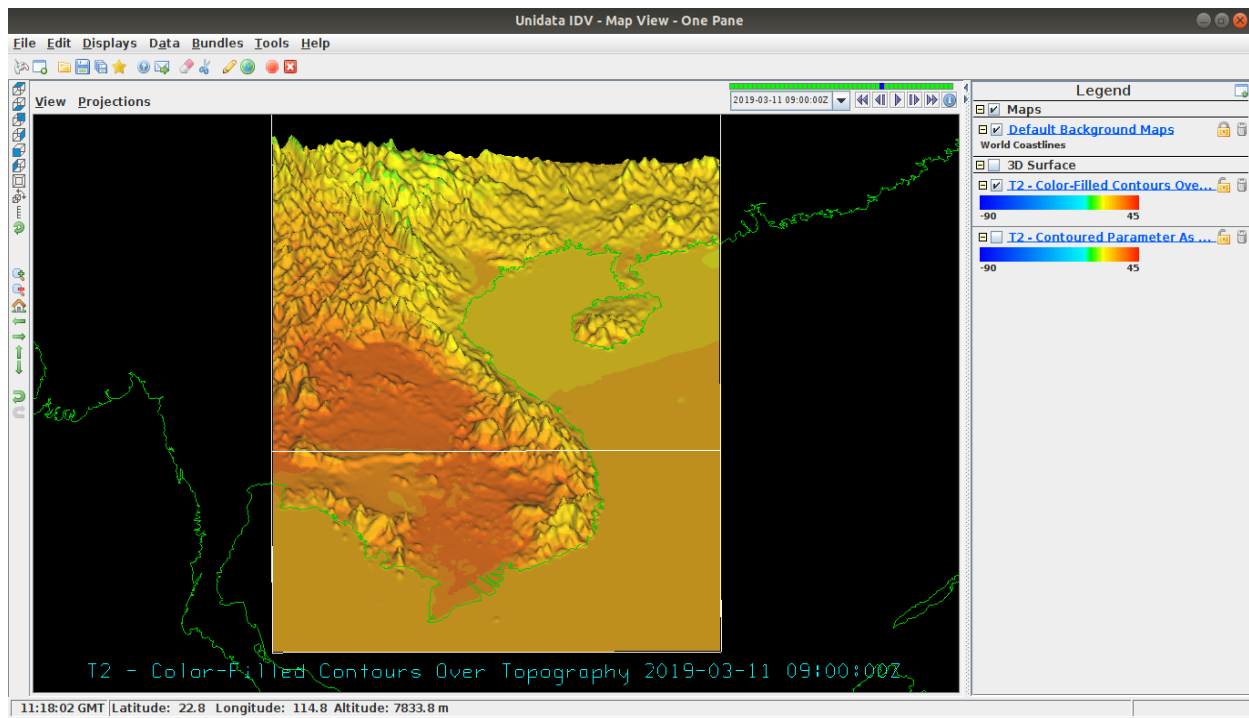 Unidata IDV - Map View - One Pane
File Edit Displays Data Bundles Tools Help
View Projections
2019-03-11 09:00:00Z
Legend
Maps
Default Background Maps
World Coastlines
3D Surface
T2 - Color-Filled Contours Ove...
-90 45
T2 - Contoured Parameter As ...
-90 45
T2 - Color-Filled Contours Over Topography 2019-03-11 09:00:00Z
11:18:02 GMT Latitude: 22.8 Longitude: 114.8 Altitude: 7833.8 m